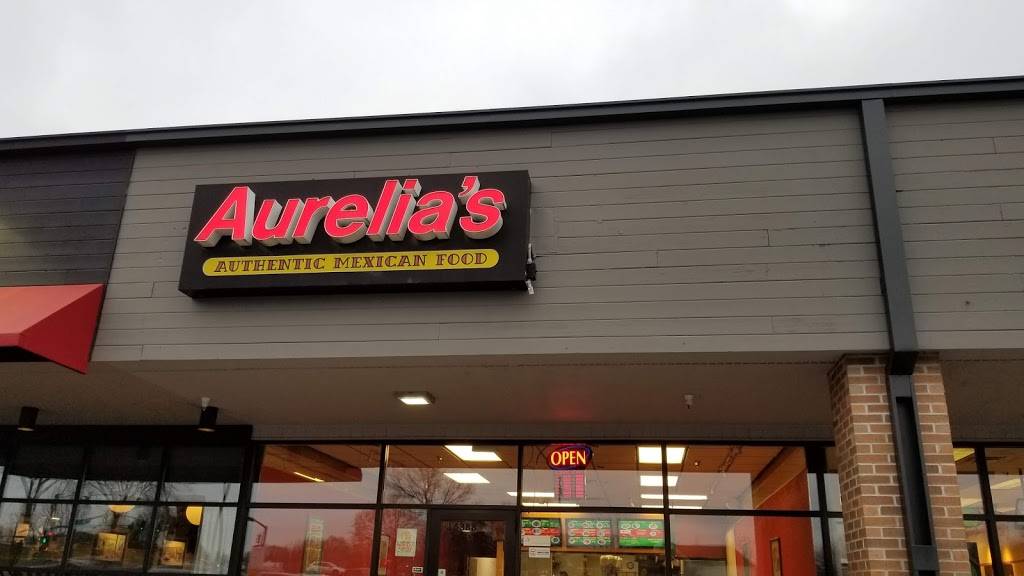 Aurelia's
AUTHENTIC MEXICAN FOOD
OPEN